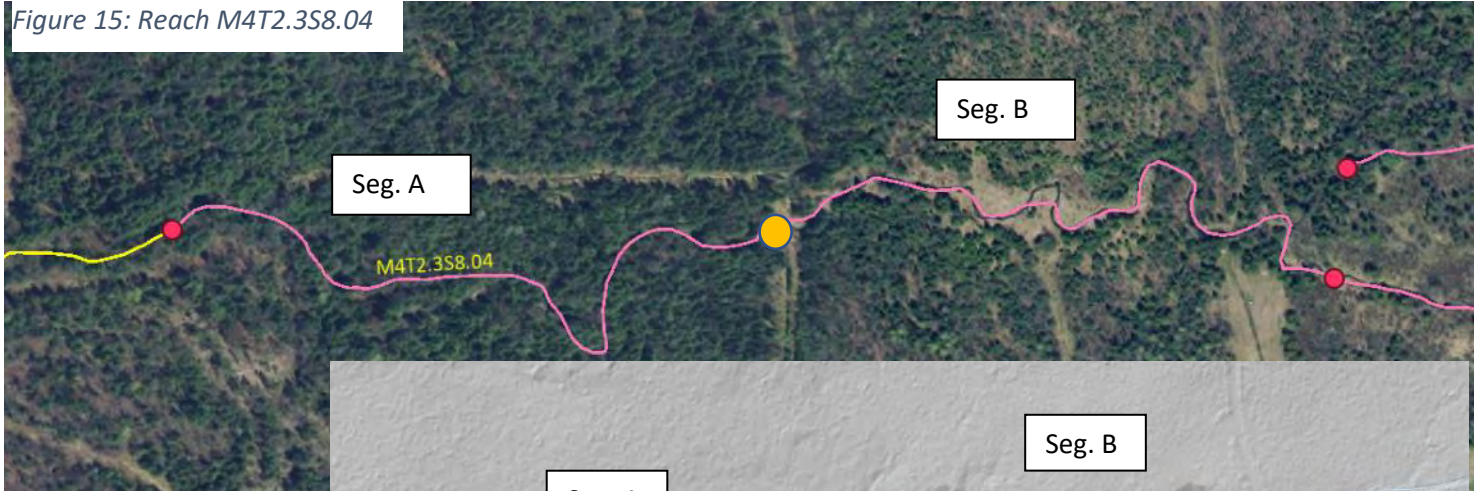 Figure 15: Reach M4T2.3S8.04
Seg. B
Seg. A
M4T2.3S8.04
Seg. B